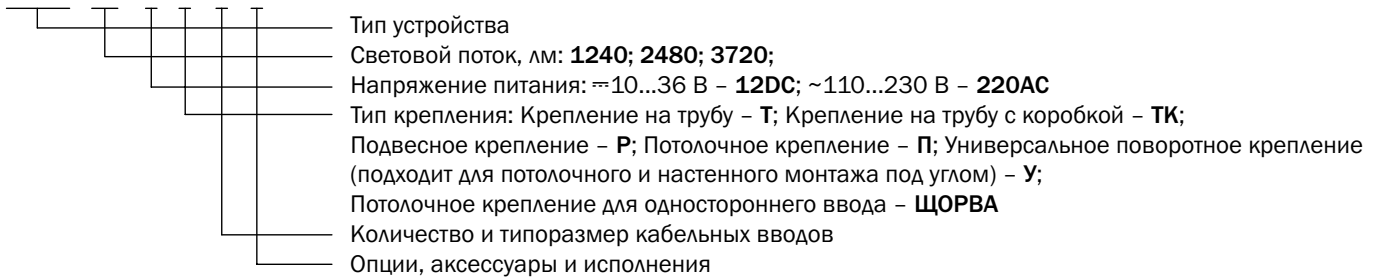 Тип устройства
Световой поток, лм: 1240; 2480; 3720;
Напряжение питания: ⎓10...36 В – 12DC; ~110...230 В – 220AC
Тип крепления: Крепление на трубу – Т; Крепление на трубу с коробкой – ТК;
Подвесное крепление – Р; Потолочное крепление – П; Универсальное поворотное крепление
(подходит для потолочного и настенного монтажа под углом) – У;
Потолочное крепление для одностороннего ввода – ЩОРВА
Количество и типоразмер кабельных вводов
Опции, аксессуары и исполнения